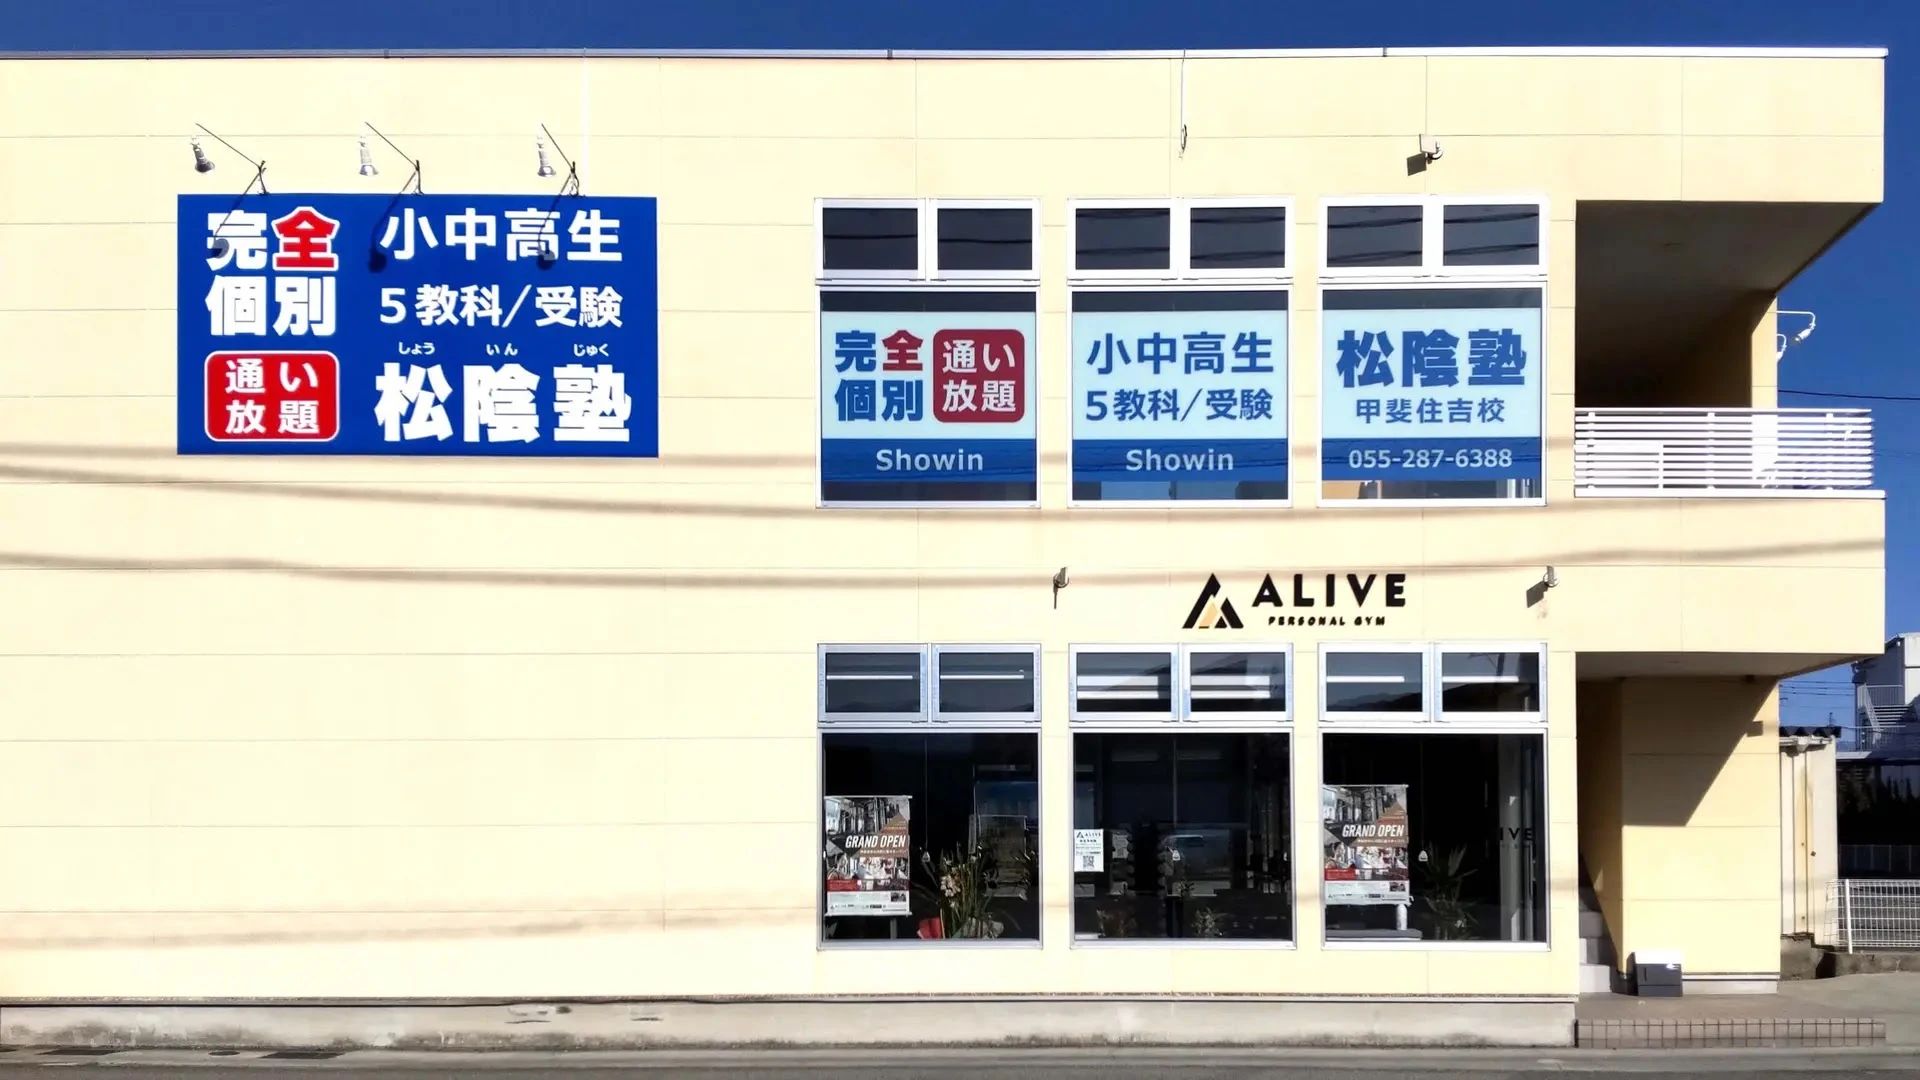 完全
個別
通い
放題
小中高生
5教科/受験
しょう いん じゅく
松陰塾
完全
個別
通い
放題
Showin
小中高生
5教科/受験
Showin
松陰塾
甲斐住吉校
055-287-6388
ALIVE
PERSONAL GYM
GRAND OPEN
ALIVE
GRAND OPEN